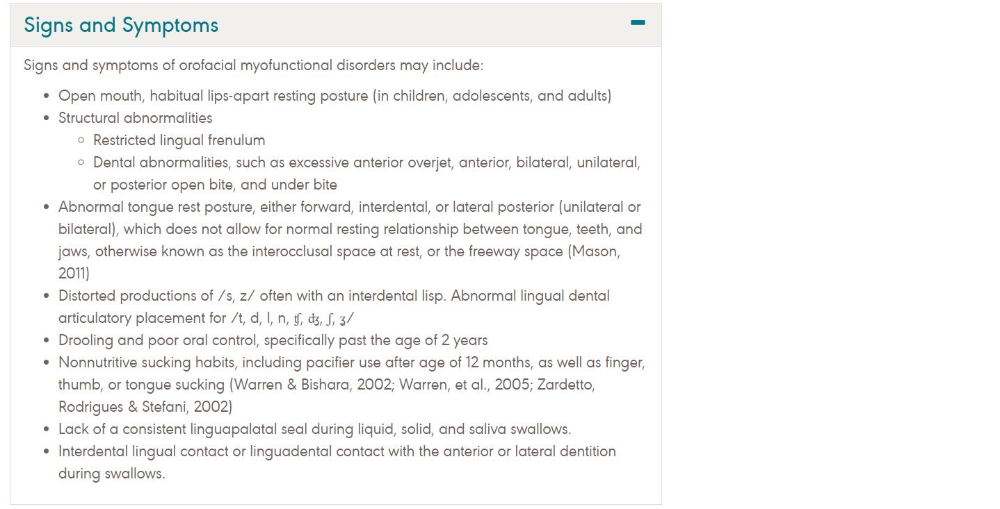 Signs and Symptoms
Signs and symptoms of orofacial myofunctional disorders may include:
• Open mouth, habitual lips-apart resting posture (in children, adolescents, and adults)
• Structural abnormalities
◦ Restricted lingual frenulum
◦ Dental abnormalities, such as excessive anterior overjet, anterior, bilateral, unilateral,
or posterior open bite, and under bite
• Abnormal tongue rest posture, either forward, interdental, or lateral posterior (unilateral or
bilateral), which does not allow for normal resting relationship between tongue, teeth, and
jaws, otherwise known as the interocclusal space at rest, or the freeway space (Mason,
2011)
• Distorted productions of /s, z/ often with an interdental lisp. Abnormal lingual dental
articulatory placement for /t, d, l, n, ʧ, ʤ, ʃ, ʒ/
• Drooling and poor oral control, specifically past the age of 2 years
• Nonnutritive sucking habits, including pacifier use after age of 12 months, as well as finger,
thumb, or tongue sucking (Warren & Bishara, 2002; Warren, et al., 2005; Zardetto,
Rodrigues & Stefani, 2002)
• Lack of a consistent linguapalatal seal during liquid, solid, and saliva swallows.
• Interdental lingual contact or linguadental contact with the anterior or lateral dentition
during swallows.